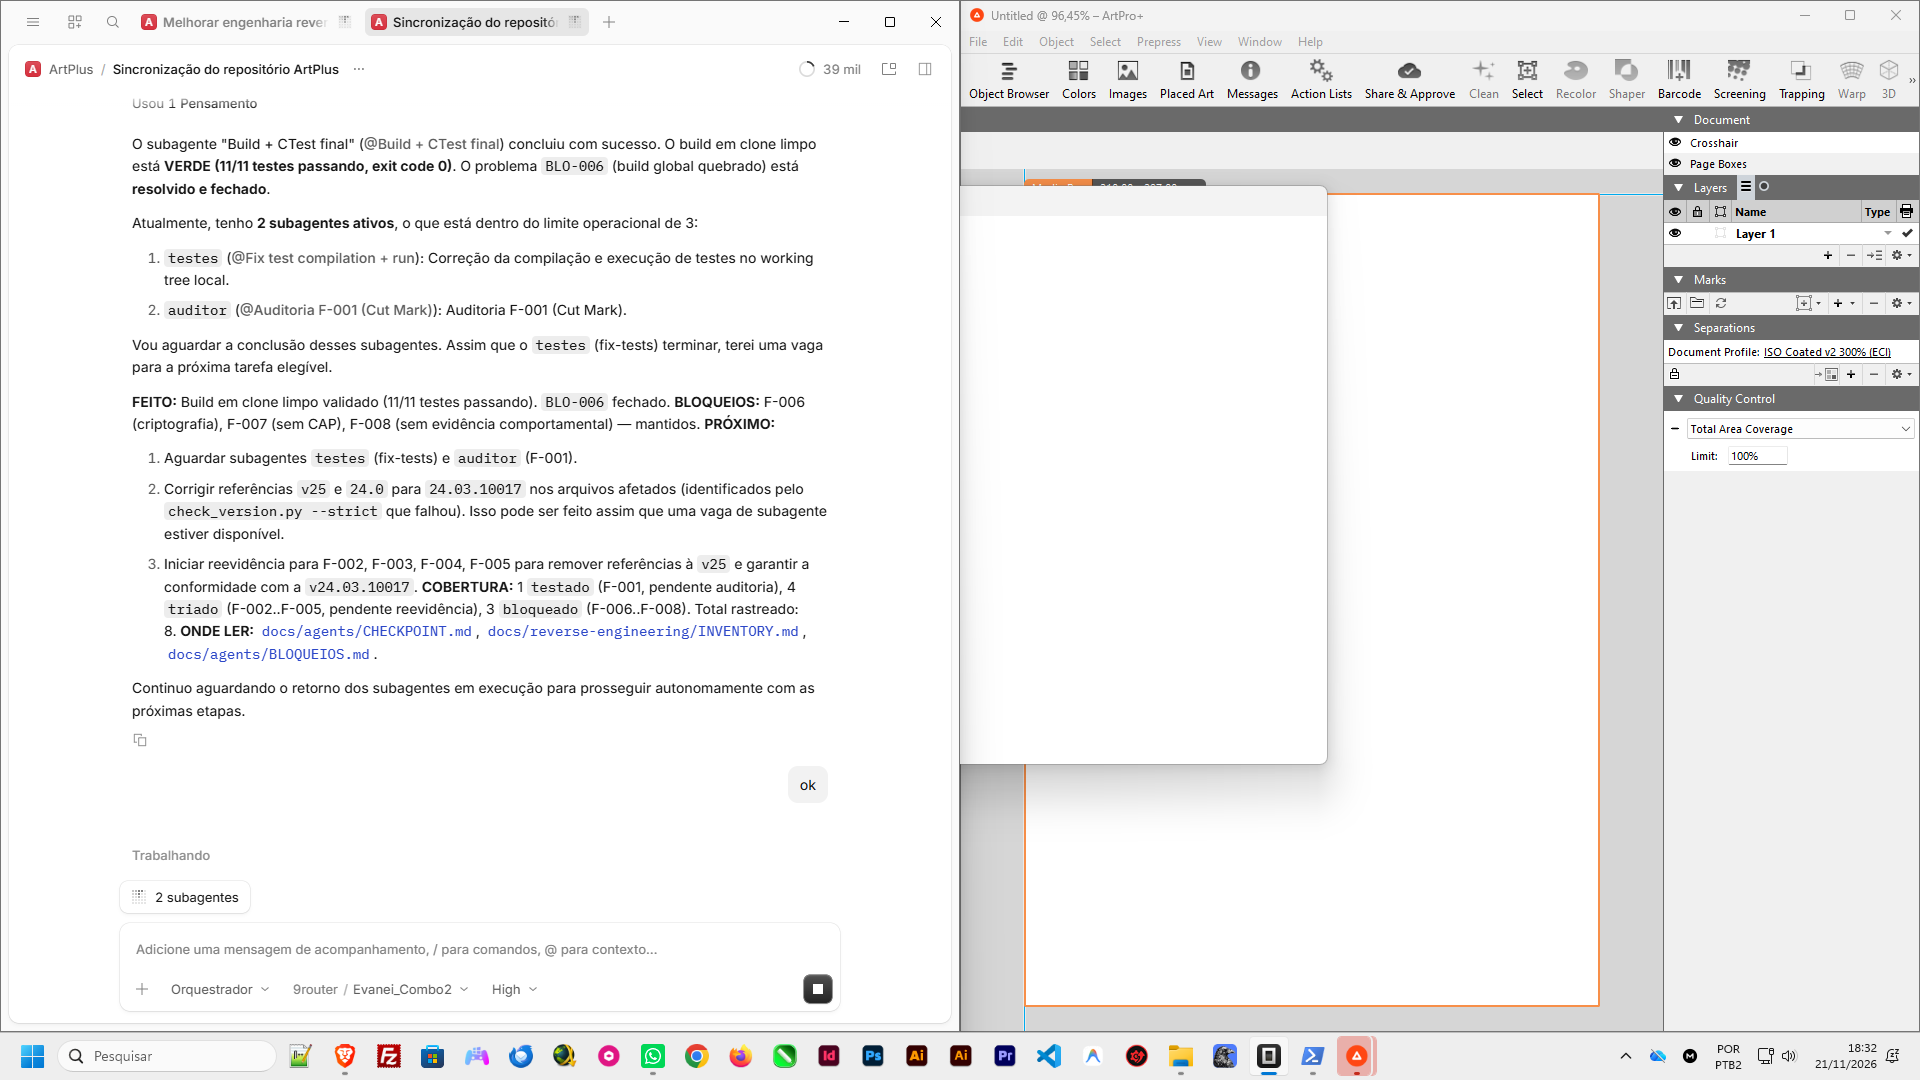 Melhorar engenharia rever
Sincronização do repositó
ArtPlus / Sincronização do repositório ArtPlus
39 mil
Usou 1 Pensamento
O subagente "Build + CTest final" (@Build + CTest final) concluiu com sucesso. O build em clone limpo
está VERDE (11/11 testes passando, exit code 0). O problema BLO-006 (build global quebrado) está
resolvido e fechado.
Atualmente, tenho 2 subagentes ativos, o que está dentro do limite operacional de 3:
1. testes (@Fix test compilation + run): Correção da compilação e execução de testes no working
tree local.
2. auditor (@Auditoria F-001 (Cut Mark)): Auditoria F-001 (Cut Mark).
Vou aguardar a conclusão desses subagentes. Assim que o testes (fix-tests) terminar, terei uma vaga
para a próxima tarefa elegível.
FEITO: Build em clone limpo validado (11/11 testes passando). BLO-006 fechado. BLOQUEIOS: F-006
(criptografia), F-007 (sem CAP), F-008 (sem evidência comportamental) — mantidos. PRÓXIMO:
1. Aguardar subagentes testes (fix-tests) e auditor (F-001).
2. Corrigir referências v25 e 24.0 para 24.03.10017 nos arquivos afetados (identificados pelo
check_version.py --strict que falhou). Isso pode ser feito assim que uma vaga de subagente
estiver disponível.
3. Iniciar reevidência para F-002, F-003, F-004, F-005 para remover referências à v25 e garantir a
conformidade com a v24.03.10017. COBERTURA: 1 testado (F-001, pendente auditoria), 4
triado (F-002..F-005, pendente reevidência), 3 bloqueado (F-006..F-008). Total rastreado:
8. ONDE LER: docs/agents/CHECKPOINT.md, docs/reverse-engineering/INVENTORY.md,
docs/agents/BLOQUEIOS.md.
Continuo aguardando o retorno dos subagentes em execução para prosseguir autonomamente com as
próximas etapas.
ok
Trabalhando
2 subagentes
Adicione uma mensagem de acompanhamento, / para comandos, @ para contexto...
Orquestrador
9router / Evanei_Combo2
High
Untitled @ 96,45% – ArtPro+
File Edit Object Select Prepress View Window Help
Object Browser Colors Images Placed Art Messages Action Lists Share & Approve Clean Select Recolor Shaper Barcode Screening Trapping Warp 3D
Document
Crosshair
Page Boxes
Layers
Name Type
Layer 1
Marks
Separations
Document Profile: ISO Coated v2 300% (ECI)
Quality Control
Total Area Coverage
Limit: 100%
Pesquisar
POR
PTB2
18:32
21/11/2026